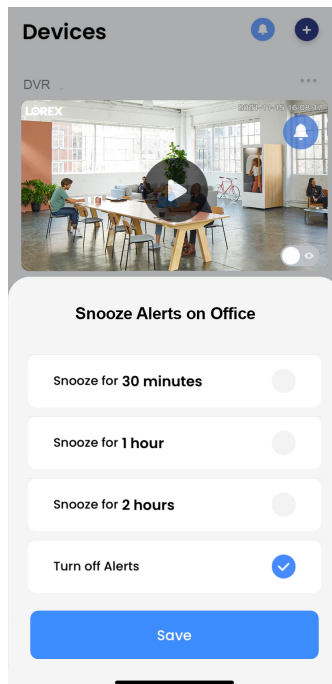 Devices
DVR
LOREX
Snooze Alerts on Office
Snooze for 30 minutes
Snooze for 1 hour
Snooze for 2 hours
Turn off Alerts
Save